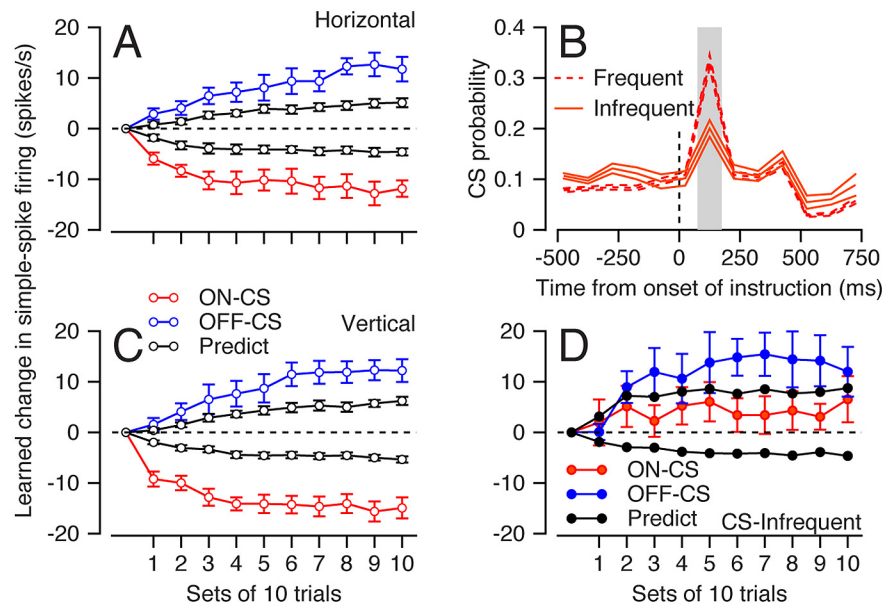 Learned change in simple-spike firing (spikes/s)
A
Horizontal
20
10
0
-10
-20
B
CS probability
0.4
0.3
0.2
0.1
0
Frequent
Infrequent
-500
-250
0
250
500
750
Time from onset of instruction (ms)
ON-CS
OFF-CS
Predict
C
Vertical
20
10
0
-10
-20
1 2 3 4 5 6 7 8 9 10
Sets of 10 trials
D
20
10
0
-10
-20
ON-CS
OFF-CS
Predict
CS-Infrequent
1 2 3 4 5 6 7 8 9 10
Sets of 10 trials